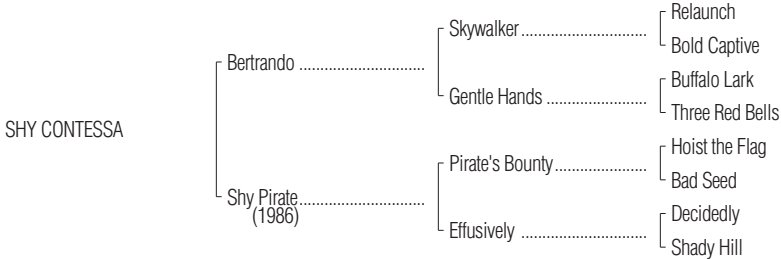 Relaunch
Skywalker ..............................
Bold Captive
Bertrando ..............................
Buffalo Lark
Gentle Hands ........................
Three Red Bells
SHY CONTESSA
Hoist the Flag
Pirate's Bounty......................
Bad Seed
Shy Pirate..............................
(1986)
Decidedly
Effusively ..............................
Shady Hill